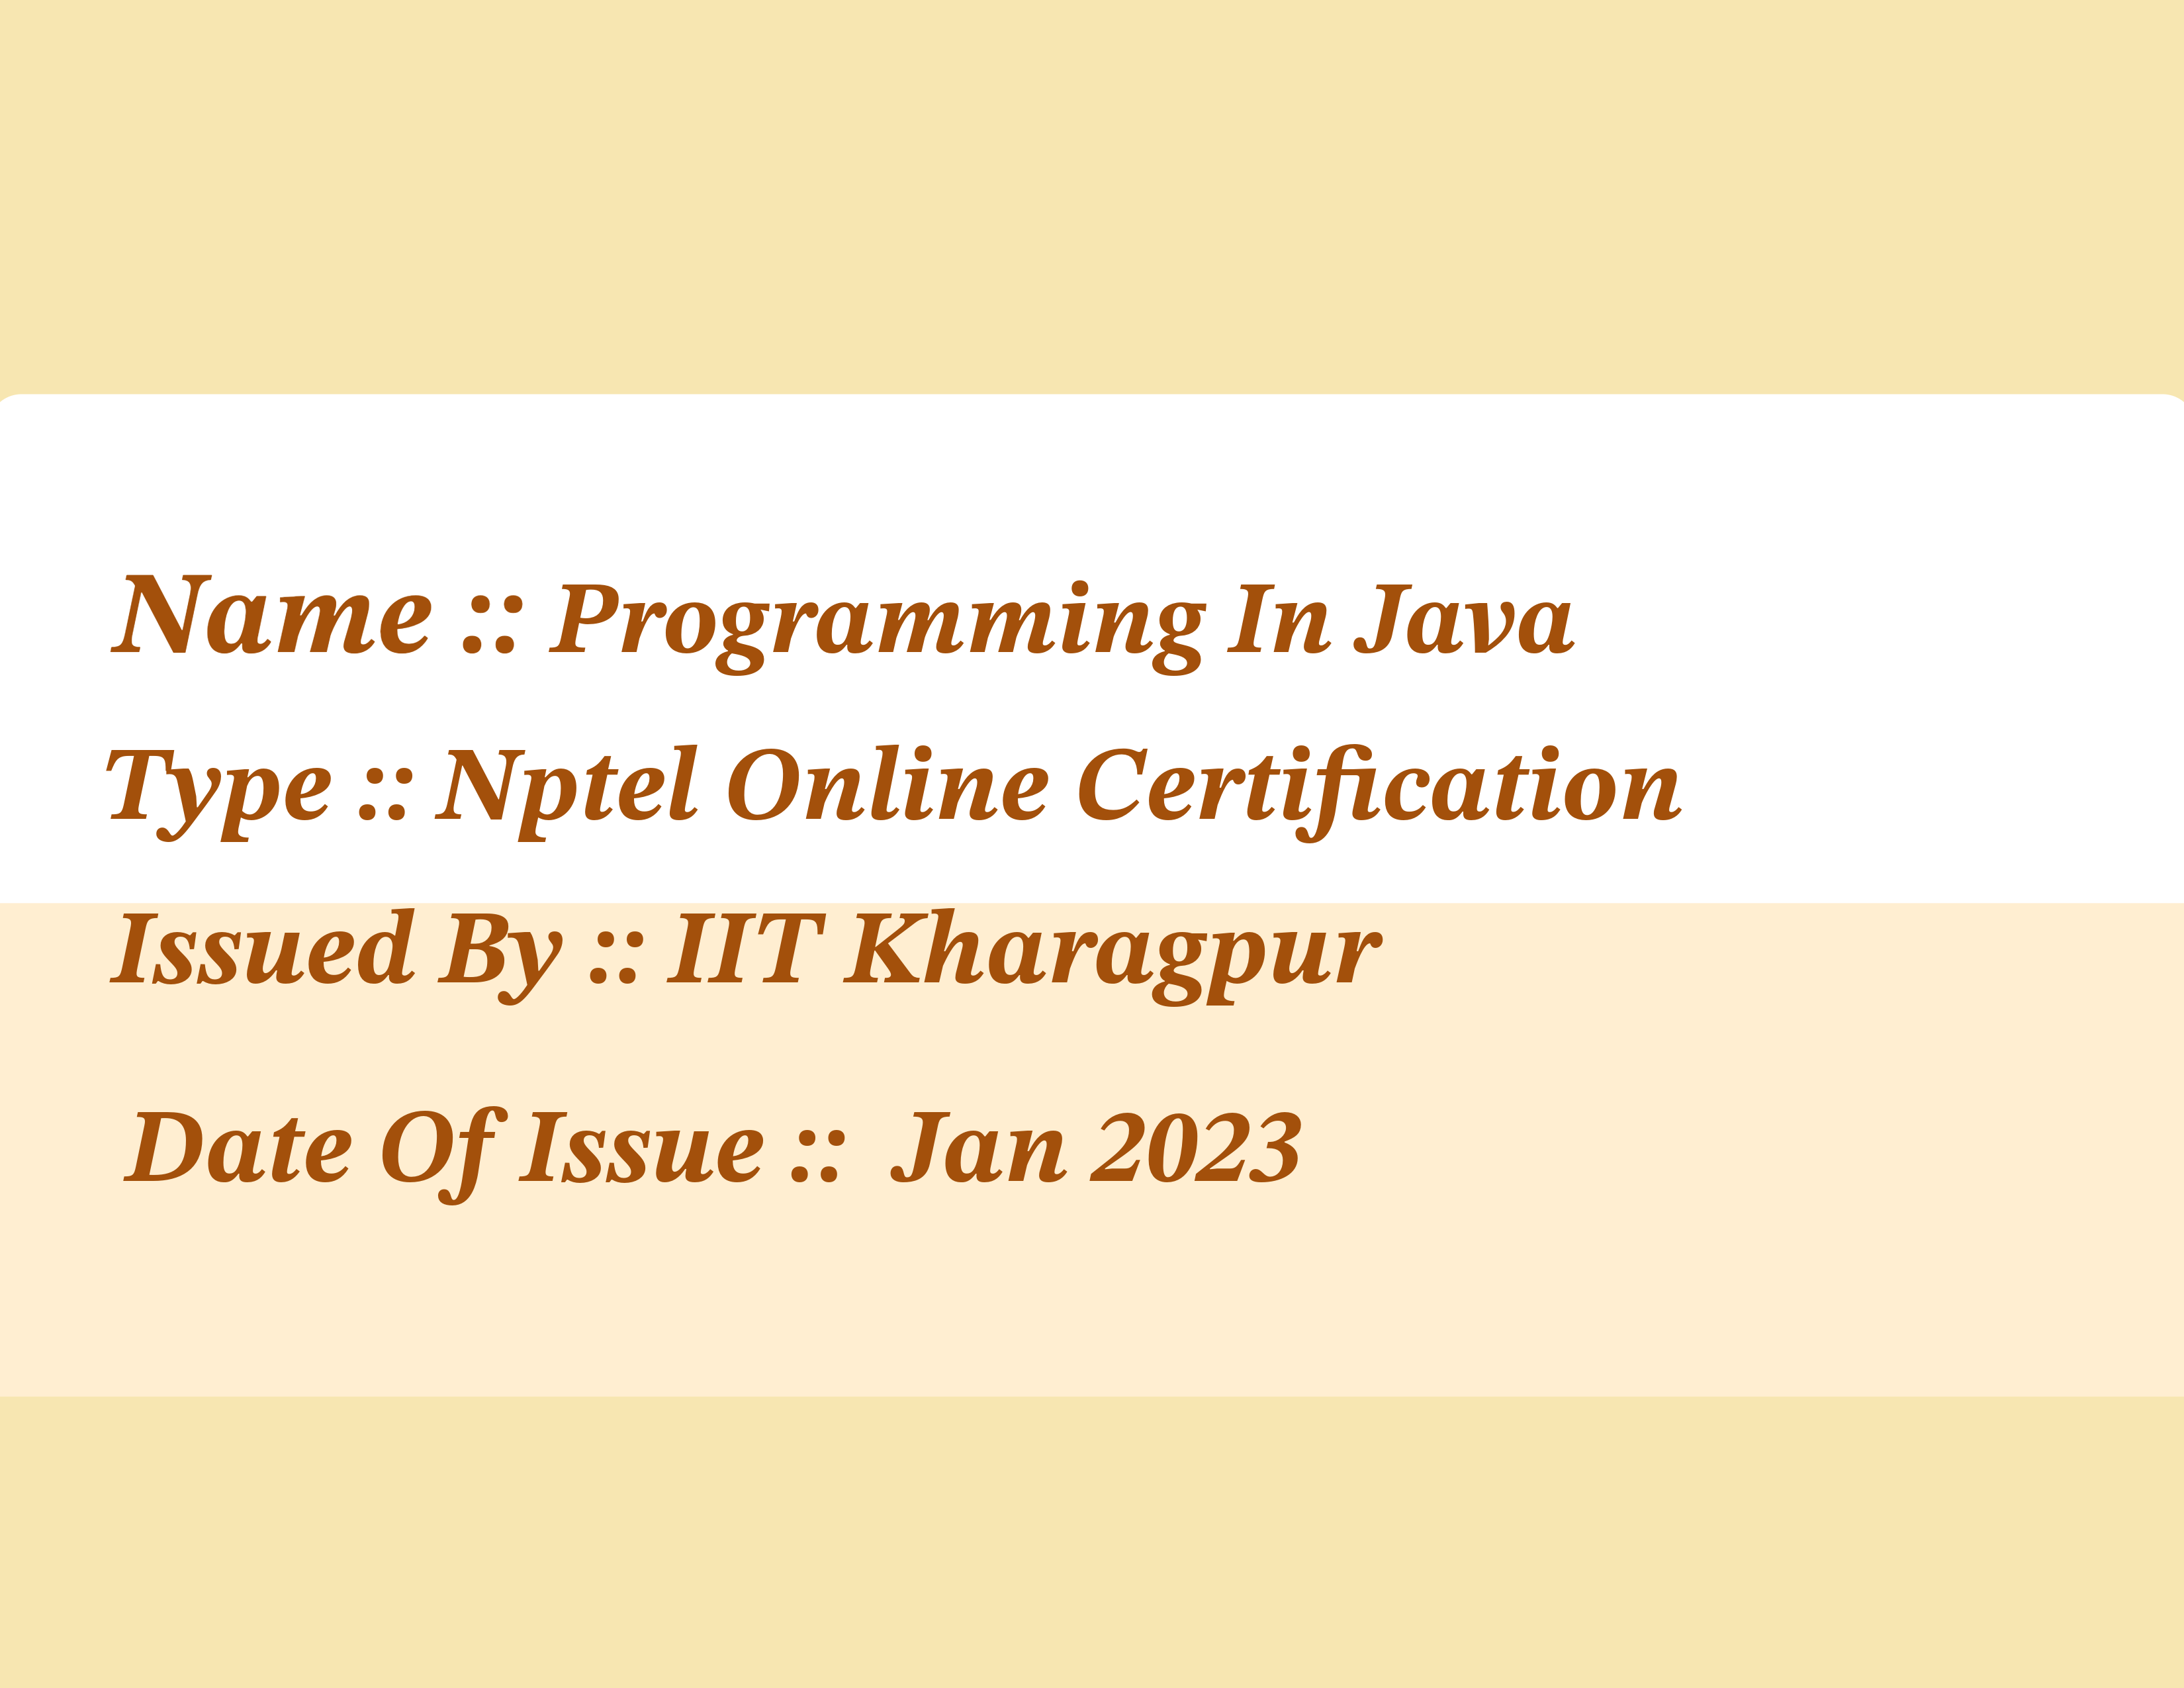 Name :: Programming In Java
Type :: Nptel Online Certification
Issued By :: IIT Kharagpur
Date Of Issue :: Jan 2023